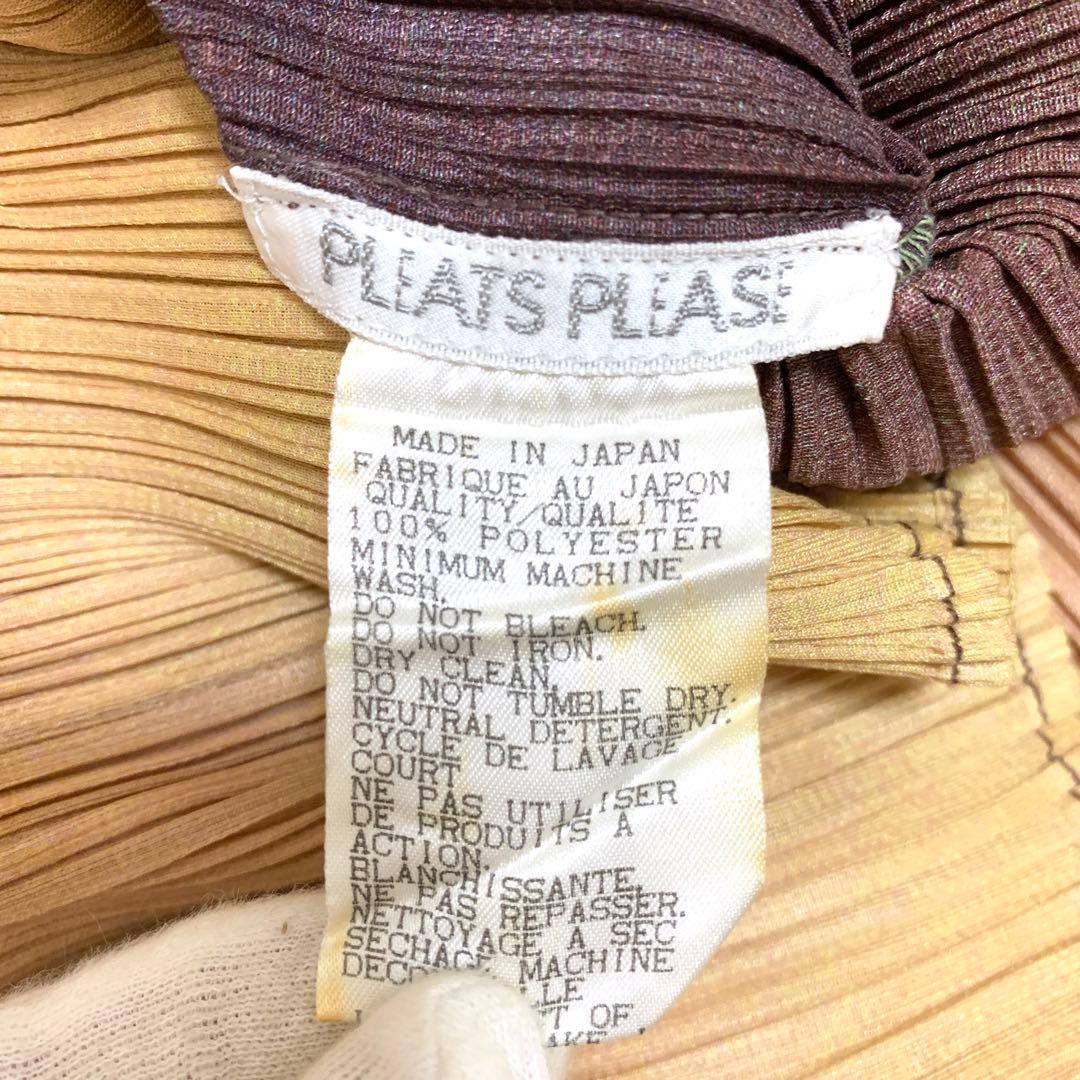 PLEATS PLEASE
MADE IN JAPAN
FABRIQUE AU JAPON
QUALITY/QUALITE
100% POLYESTER
MINIMUM MACHINE
WASH.
DO NOT BLEACH.
DO NOT IRON.
DRY CLEAN.
DO NOT TUMBLE DRY.
NEUTRAL DETERGENT.
CYCLE DE LAVAGE
COURT
NE PAS UTILISER
DE PRODUITS A
ACTION.
BLANCHISSANTE.
NE PAS REPASSER.
NETTOYAGE A SEC
SECHAGE MACHINE
OF